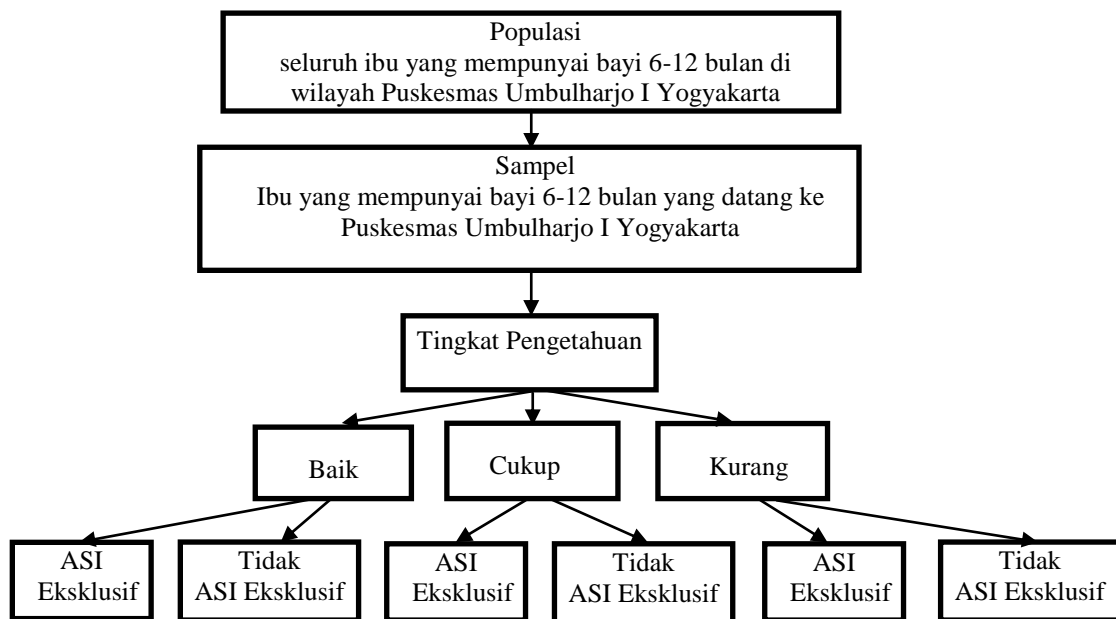 Populasi
seluruh ibu yang mempunyai bayi 6-12 bulan di
wilayah Puskesmas Umbulharjo I Yogyakarta
Sampel
Ibu yang mempunyai bayi 6-12 bulan yang datang ke
Puskesmas Umbulharjo I Yogyakarta
Tingkat Pengetahuan
Baik
Cukup
Kurang
ASI
Eksklusif
Tidak
ASI Eksklusif
ASI
Eksklusif
Tidak
ASI Eksklusif
ASI
Eksklusif
Tidak
ASI Eksklusif